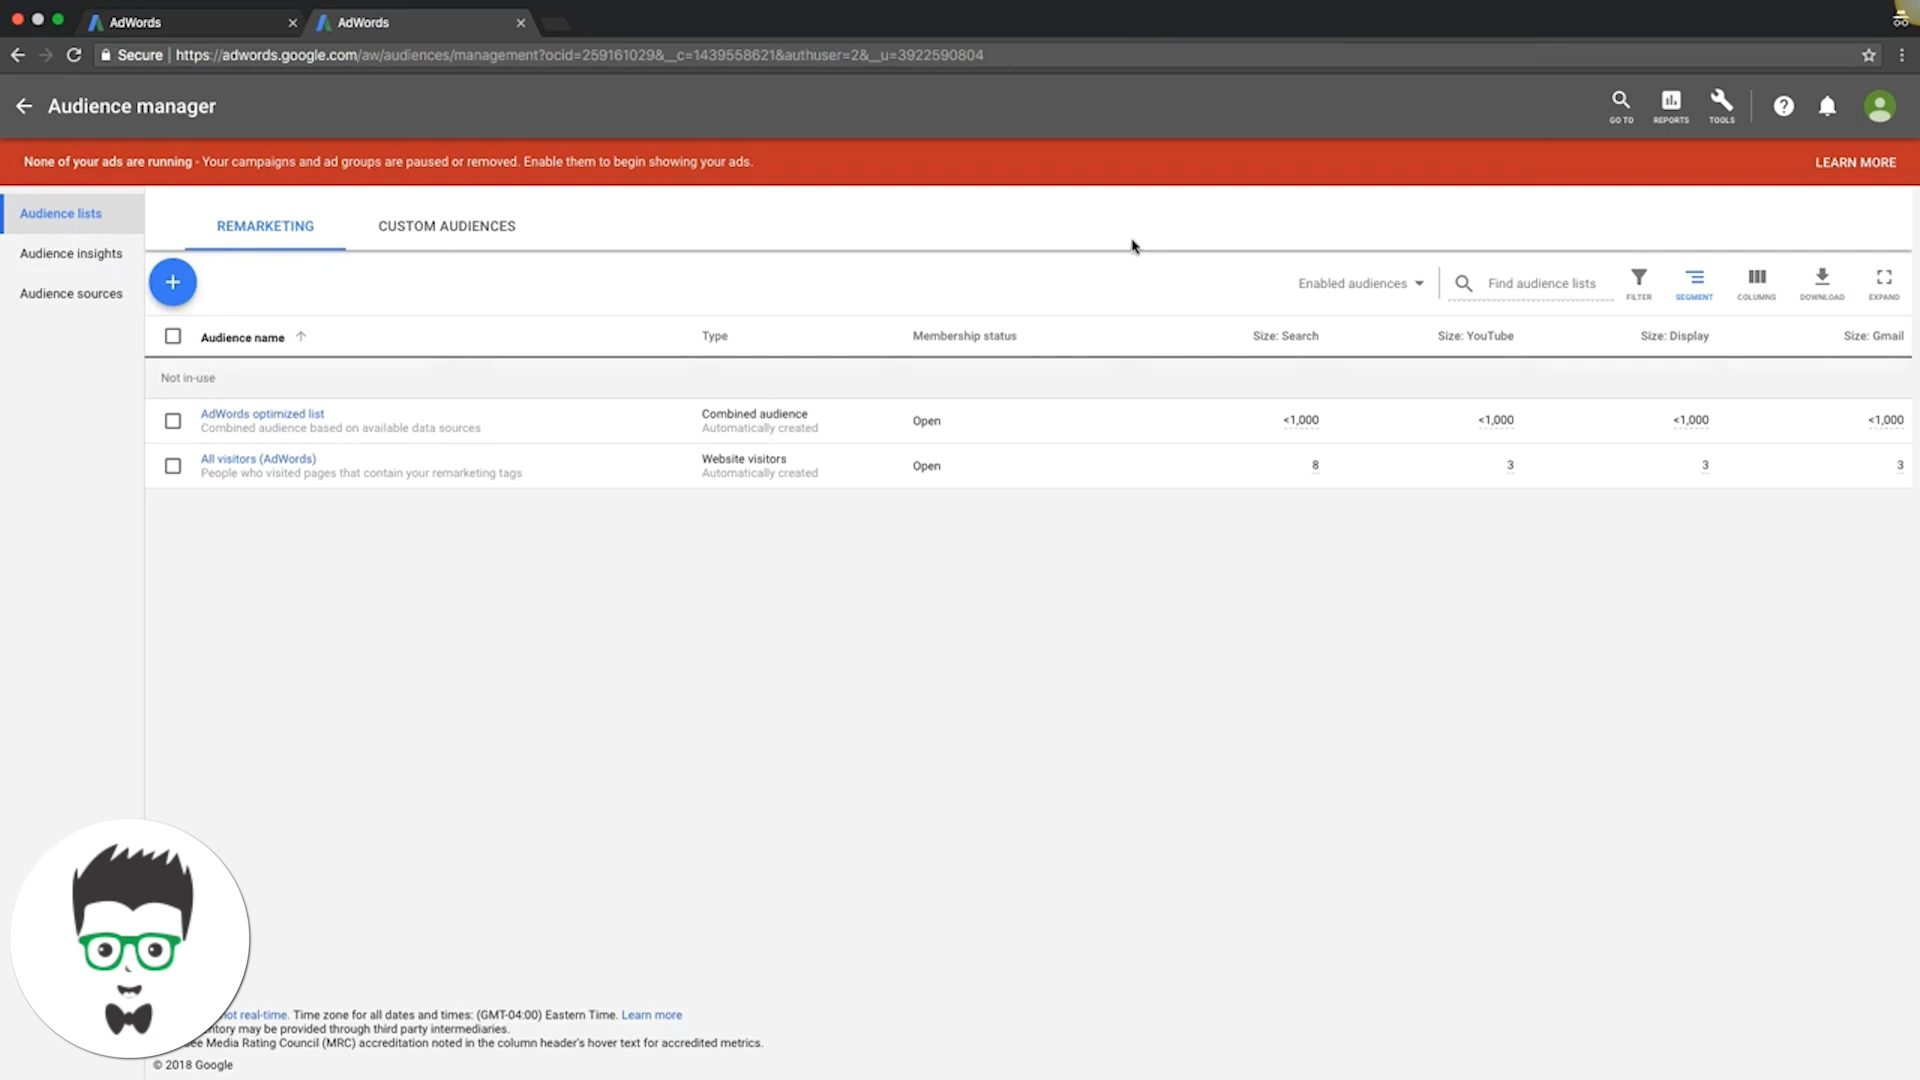 AdWords
AdWords
Secure | https://adwords.google.com/aw/audiences/management?ocid=259161029&__c=1439558621&authuser=2&__u=3922590804
Audience manager
GO TO
REPORTS
TOOLS
None of your ads are running - Your campaigns and ad groups are paused or removed. Enable them to begin showing your ads.
LEARN MORE
Audience lists
Audience insights
Audience sources
REMARKETING
CUSTOM AUDIENCES
Enabled audiences
Find audience lists
FILTER
SEGMENT
COLUMNS
DOWNLOAD
EXPAND
Audience name
Type
Membership status
Size: Search
Size: YouTube
Size: Display
Size: Gmail
Not in-use
AdWords optimized list
Combined audience based on available data sources
Combined audience
Automatically created
Open
<1,000
<1,000
<1,000
<1,000
All visitors (AdWords)
People who visited pages that contain your remarketing tags
Website visitors
Automatically created
Open
8
3
3
3
real-time. Time zone for all dates and times: (GMT-04:00) Eastern Time. Learn more
may be provided through third party intermediaries.
Media Rating Council (MRC) accreditation noted in the column header's hover text for accredited metrics.
© 2018 Google